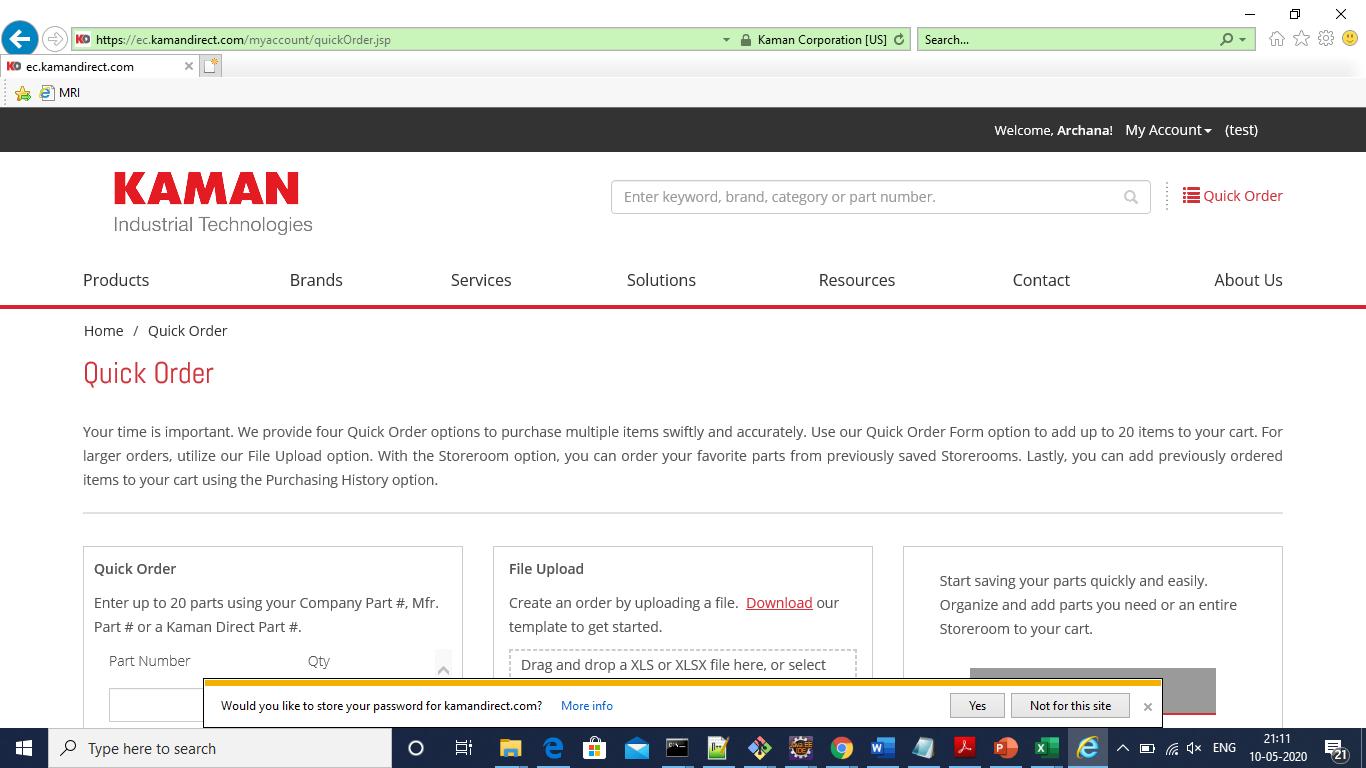 https://ec.kamandirect.com/myaccount/quickOrder.jsp
Kaman Corporation [US]
Search...
KD ec.kamandirect.com
MRI
Welcome, Archana! My Account (test)
KAMAN
Industrial Technologies
Enter keyword, brand, category or part number.
Quick Order
Products Brands Services Solutions Resources Contact About Us
Home / Quick Order
Quick Order
Your time is important. We provide four Quick Order options to purchase multiple items swiftly and accurately. Use our Quick Order Form option to add up to 20 items to your cart. For
larger orders, utilize our File Upload option. With the Storeroom option, you can order your favorite parts from previously saved Storerooms. Lastly, you can add previously ordered
items to your cart using the Purchasing History option.
Quick Order
Enter up to 20 parts using your Company Part #, Mfr.
Part # or a Kaman Direct Part #.
Part Number Qty
File Upload
Create an order by uploading a file. Download our
template to get started.
Drag and drop a XLS or XLSX file here, or select
Start saving your parts quickly and easily.
Organize and add parts you need or an entire
Storeroom to your cart.
Would you like to store your password for kamandirect.com? More info Yes Not for this site
Type here to search
ENG
21:11
10-05-2020
21